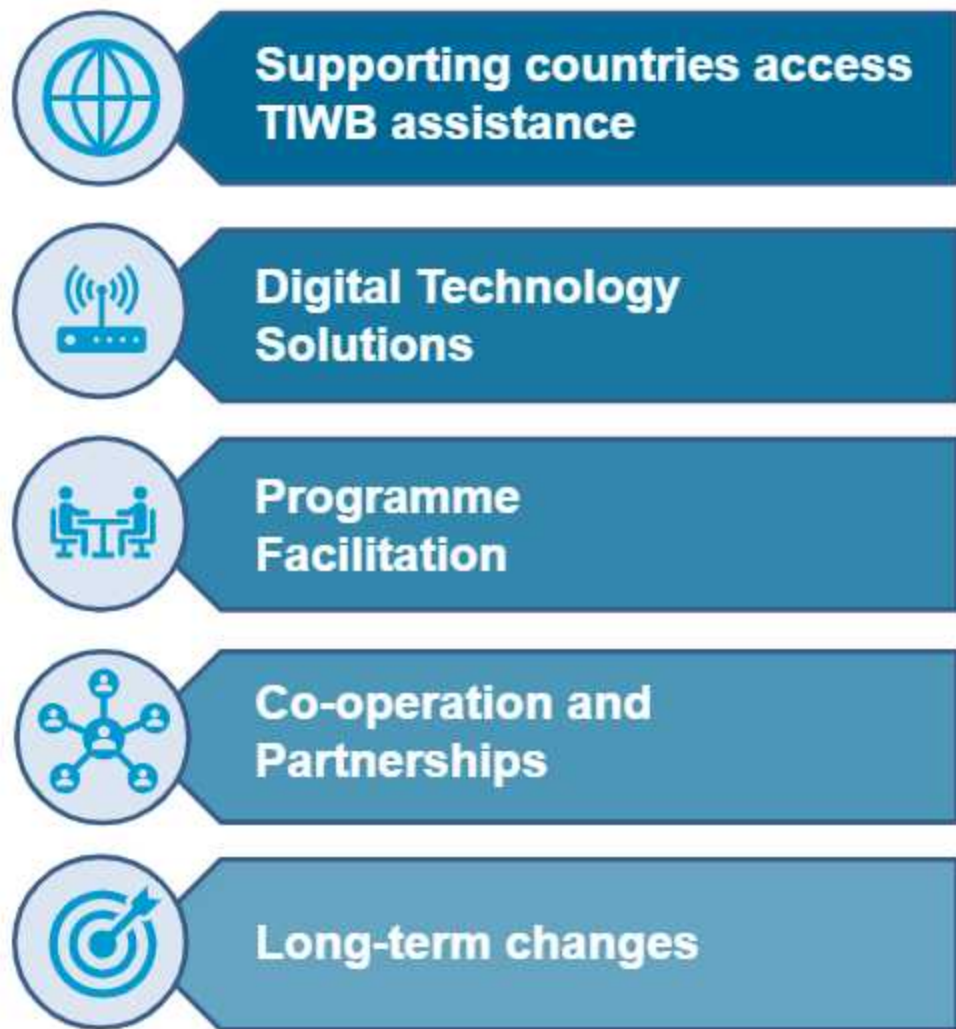 Supporting countries access
TIWB assistance
Digital Technology
Solutions
Programme
Facilitation
Co-operation and
Partnerships
Long-term changes